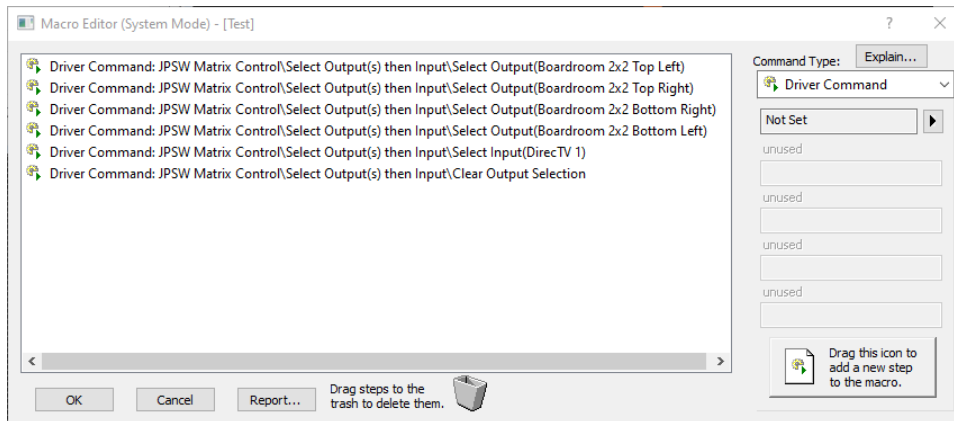 Macro Editor (System Mode) - [Test]
? 
Driver Command: JPSW Matrix Control\Select Output(s) then Input\Select Output(Boardroom 2x2 Top Left)
Driver Command: JPSW Matrix Control\Select Output(s) then Input\Select Output(Boardroom 2x2 Top Right)
Driver Command: JPSW Matrix Control\Select Output(s) then Input\Select Output(Boardroom 2x2 Bottom Right)
Driver Command: JPSW Matrix Control\Select Output(s) then Input\Select Output(Boardroom 2x2 Bottom Left)
Driver Command: JPSW Matrix Control\Select Output(s) then Input\Select Input(DirecTV 1)
Driver Command: JPSW Matrix Control\Select Output(s) then Input\Clear Output Selection
Command Type:
Explain...
Driver Command
Not Set
unused
unused
unused
unused
Drag this icon to
add a new step
to the macro.
OK
Cancel
Report...
Drag steps to the
trash to delete them.